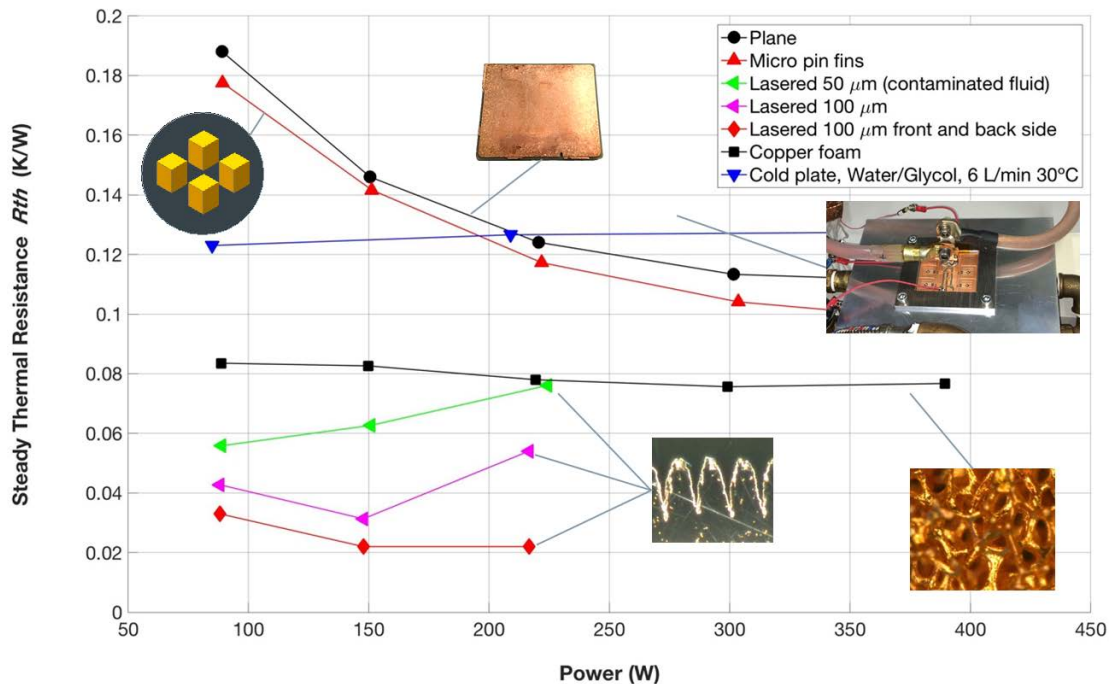 Steady Thermal Resistance Rth (K/W)
0.2
0.18
0.16
0.14
0.12
0.1
0.08
0.06
0.04
0.02
0
Plane
Micro pin fins
Lasered 50 μm (contaminated fluid)
Lasered 100 μm
Lasered 100 μm front and back side
Copper foam
Cold plate, Water/Glycol, 6 L/min 30ºC
50 100 150 200 250 300 350 400 450
Power (W)